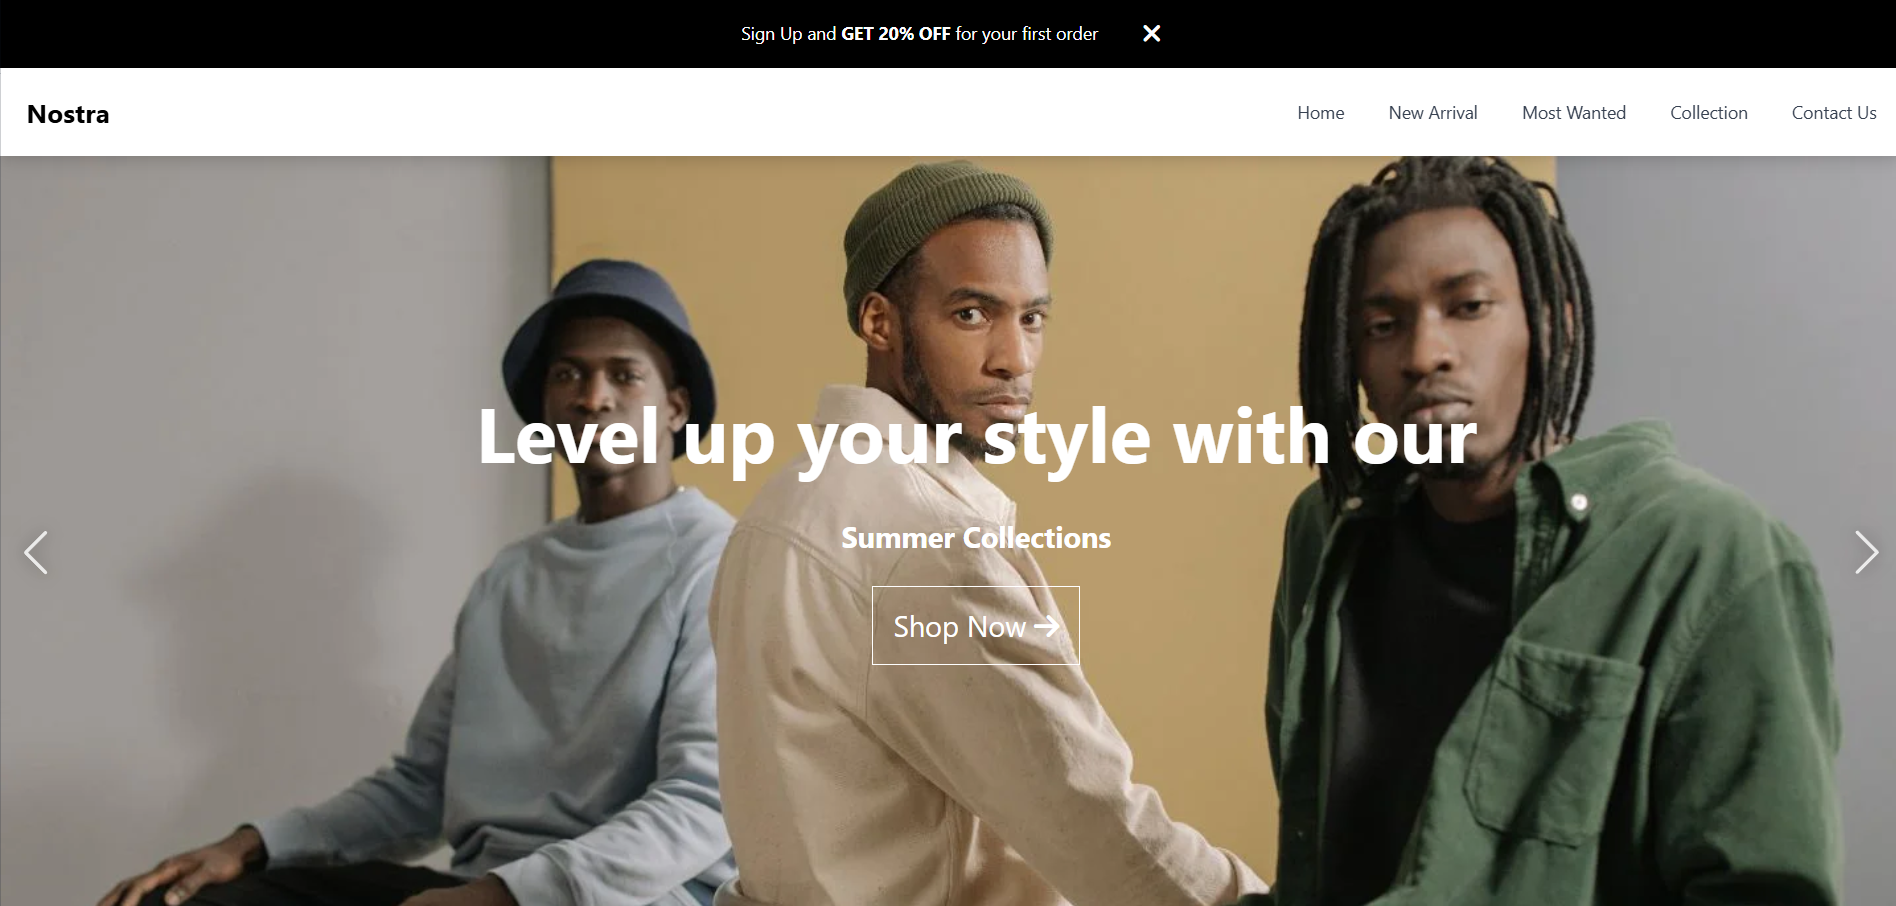 Sign Up and GET 20% OFF for your first order
Nostra
Home New Arrival Most Wanted Collection Contact Us
Level up your style with our
Summer Collections
Shop Now